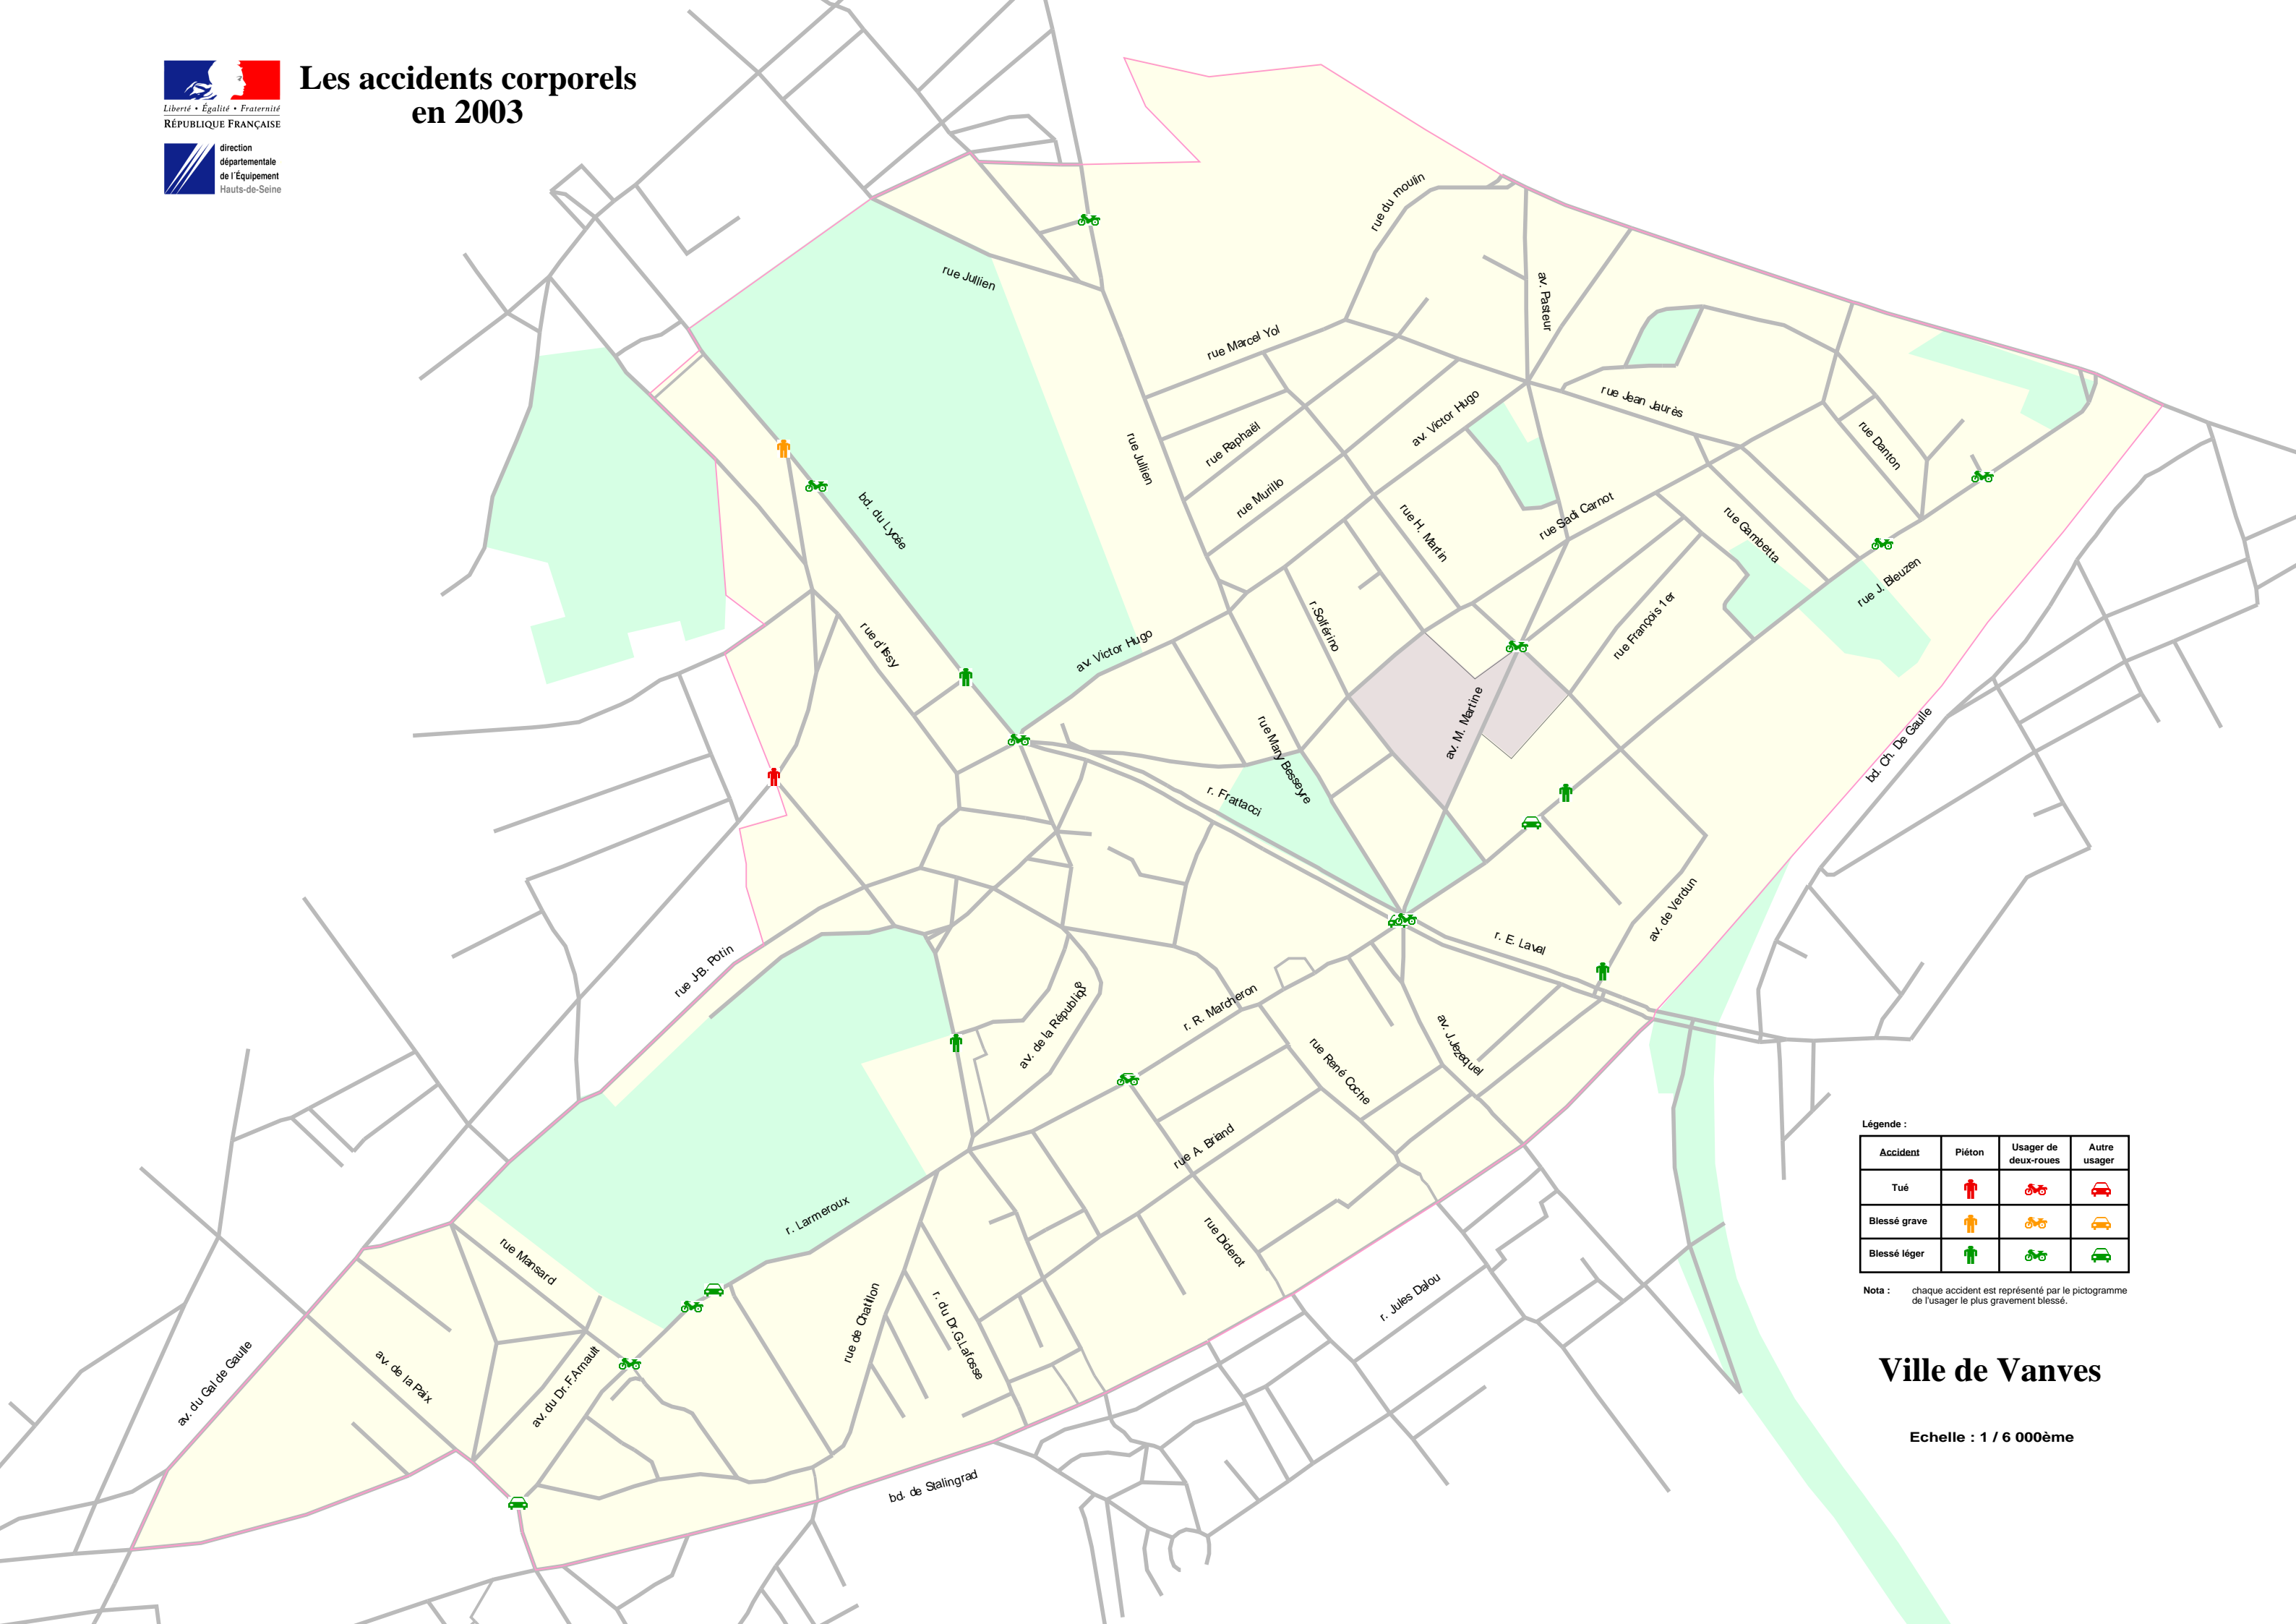 Les accidents corporels
en 2003
Liberté • Égalité • Fraternité
RÉPUBLIQUE FRANÇAISE
direction
départementale
de l'Équipement
Hauts-de-Seine
rue du moulin
rue Jullien
av. Pasteur
rue Marcel Yol
rue Jean Jaurès
av. Victor Hugo
rue Danton
rue Raphaël
rue Jullien
rue Murillo
bd. du Lycée
rue H. Martin
rue Sadi Carnot
rue Gambetta
rue J. Bleuzen
r.Solférino
rue François 1er
rue d'Issy
av. Victor Hugo
av. M. Martine
rue Mary Besseyre
bd. Ch. De Gaulle
r. Frattacci
av. de Verdun
r. E. Laval
rue J-B. Potin
av. de la République
r. R. Marcheron
av. J.Jezequel
rue René Coche
rue A. Briand
r. Larmeroux
rue Mansard
rue Diderot
r. Jules Dalou
rue de Chatillon
r. du Dr.G.Lafosse
av. du Gal de Gaulle
av. de la Paix
av. du Dr.F.Arnault
bd. de Stalingrad
Légende :
Accident Piéton Usager de deux-roues Autre usager
Tué
Blessé grave
Blessé léger
Nota : chaque accident est représenté par le pictogramme
de l'usager le plus gravement blessé.
Ville de Vanves
Echelle : 1 / 6 000ème